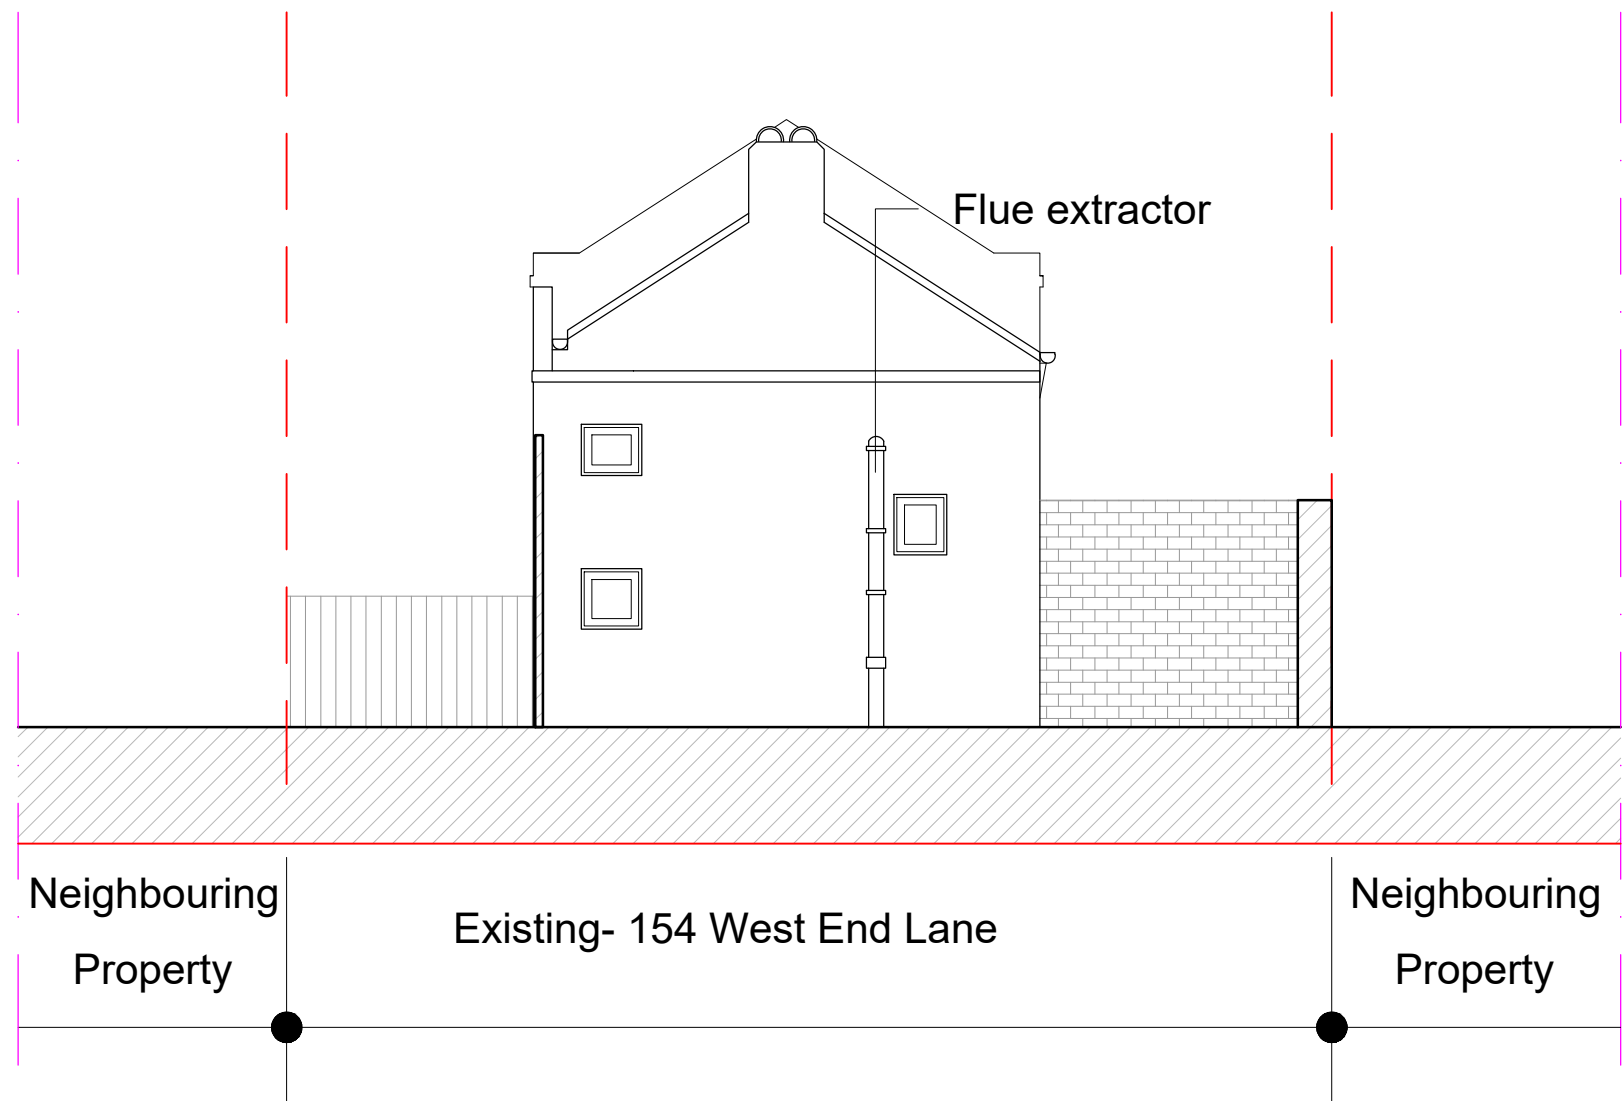 Flue extractor
Neighbouring
Property
Existing- 154 West End Lane
Neighbouring
Property